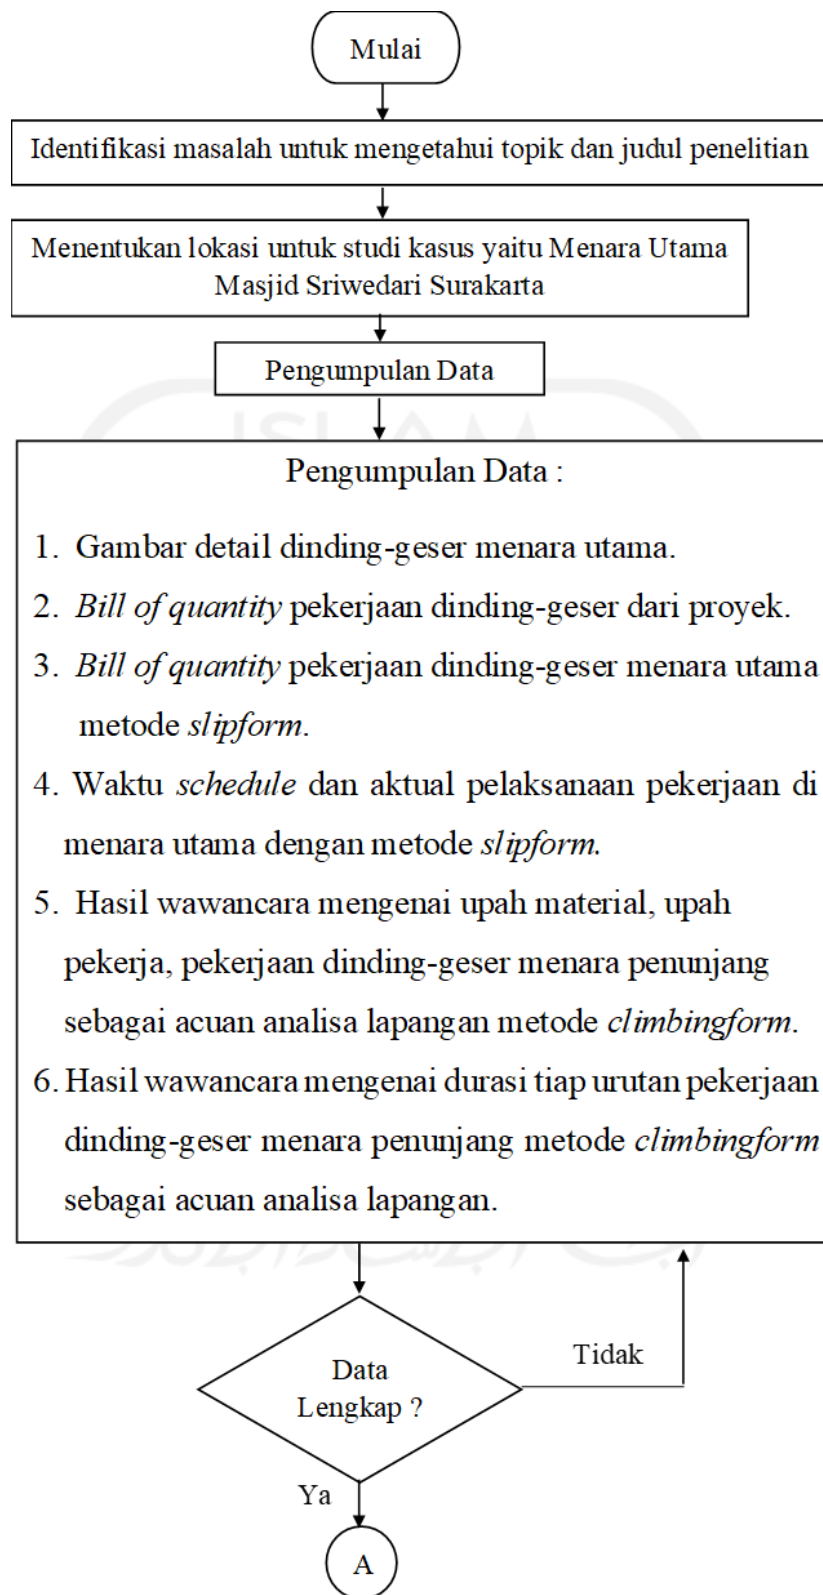 Mulai
Identifikasi masalah untuk mengetahui topik dan judul penelitian
Menentukan lokasi untuk studi kasus yaitu Menara Utama
Masjid Sriwedari Surakarta
Pengumpulan Data
ISLAM
Pengumpulan Data :
1. Gambar detail dinding-geser menara utama.
2. Bill of quantity pekerjaan dinding-geser dari proyek.
3. Bill of quantity pekerjaan dinding-geser menara utama
metode slipform.
4. Waktu schedule dan aktual pelaksanaan pekerjaan di
menara utama dengan metode slipform.
5. Hasil wawancara mengenai upah material, upah
pekerja, pekerjaan dinding-geser menara penunjang
sebagai acuan analisa lapangan metode climbingform.
6. Hasil wawancara mengenai durasi tiap urutan pekerjaan
dinding-geser menara penunjang metode climbingform
sebagai acuan analisa lapangan.
Data
Lengkap ?
Tidak
Ya
A